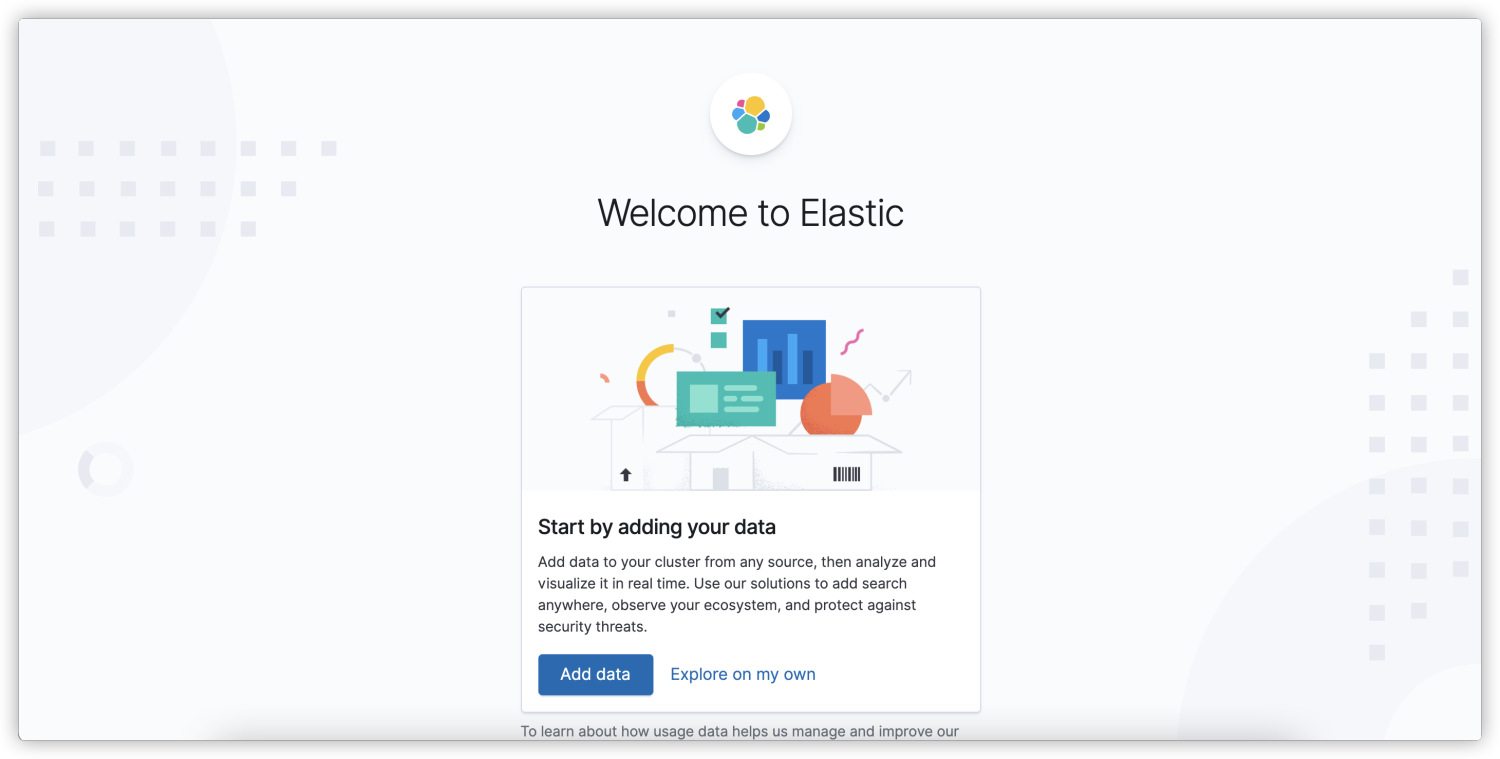 Welcome to Elastic
Start by adding your data
Add data to your cluster from any source, then analyze and
visualize it in real time. Use our solutions to add search
anywhere, observe your ecosystem, and protect against
security threats.
Add data
Explore on my own
To learn about how usage data helps us manage and improve our